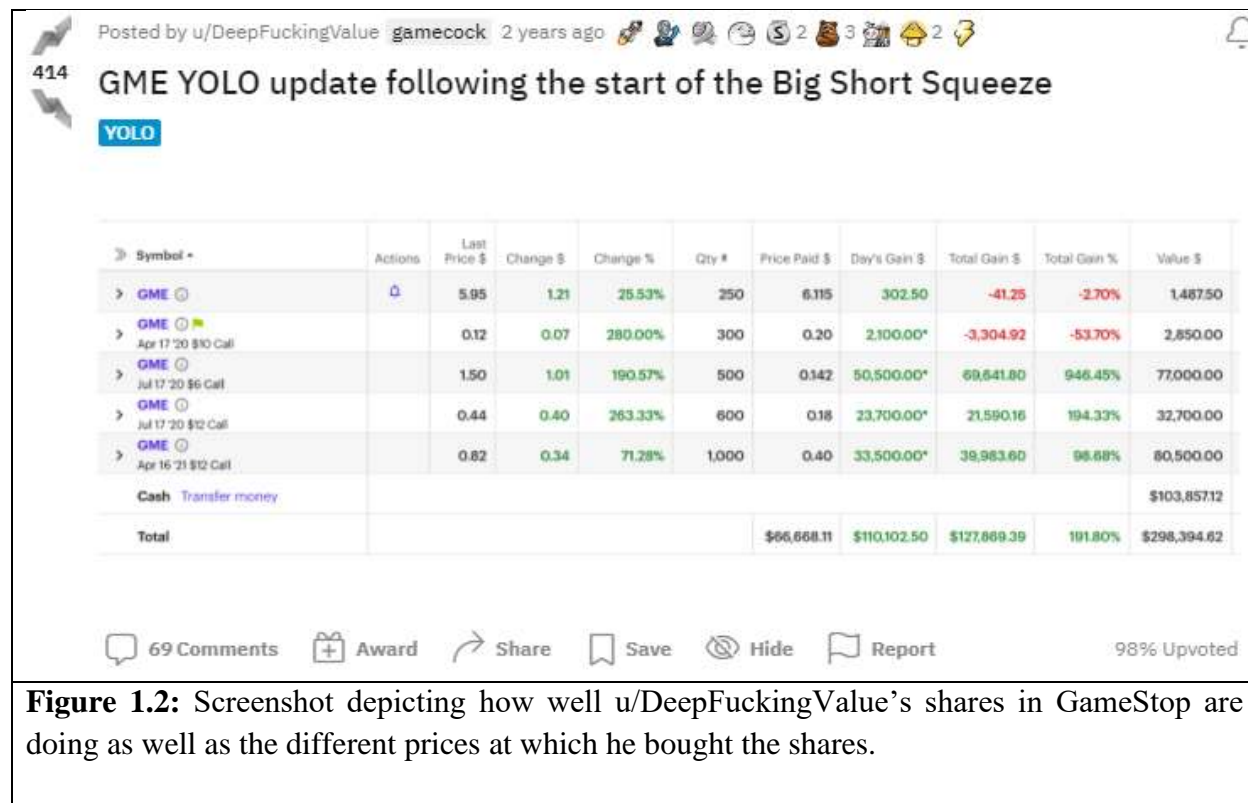 Posted by u/DeepFuckingValue gamecock 2 years ago 2 3 2
414
GME YOLO update following the start of the Big Short Squeeze
YOLO
Symbol Actions Last Price $ Change $ Change % Qty # Price Paid $ Day's Gain $ Total Gain $ Total Gain % Value $
GME 5.95 1.21 25.53% 250 6.115 302.50 -41.25 -2.70% 1,487.50
GME Apr 17 '20 $10 Call 0.12 0.07 280.00% 300 0.20 2,100.00* -3,304.92 -53.70% 2,850.00
GME Jul 17 '20 $6 Call 1.50 1.01 190.57% 500 0.142 50,500.00* 69,641.80 946.45% 77,000.00
GME Jul 17 '20 $12 Call 0.44 0.40 263.33% 600 0.18 23,700.00* 21,590.16 194.33% 32,700.00
GME Apr 16 '21 $12 Call 0.82 0.34 71.28% 1,000 0.40 33,500.00* 39,983.60 98.68% 80,500.00
Cash Transfer money $103,857.12
Total $66,668.11 $110,102.50 $127,869.39 191.80% $298,394.62
69 Comments Award Share Save Hide Report 98% Upvoted
Figure 1.2: Screenshot depicting how well u/DeepFuckingValue's shares in GameStop are
doing as well as the different prices at which he bought the shares.